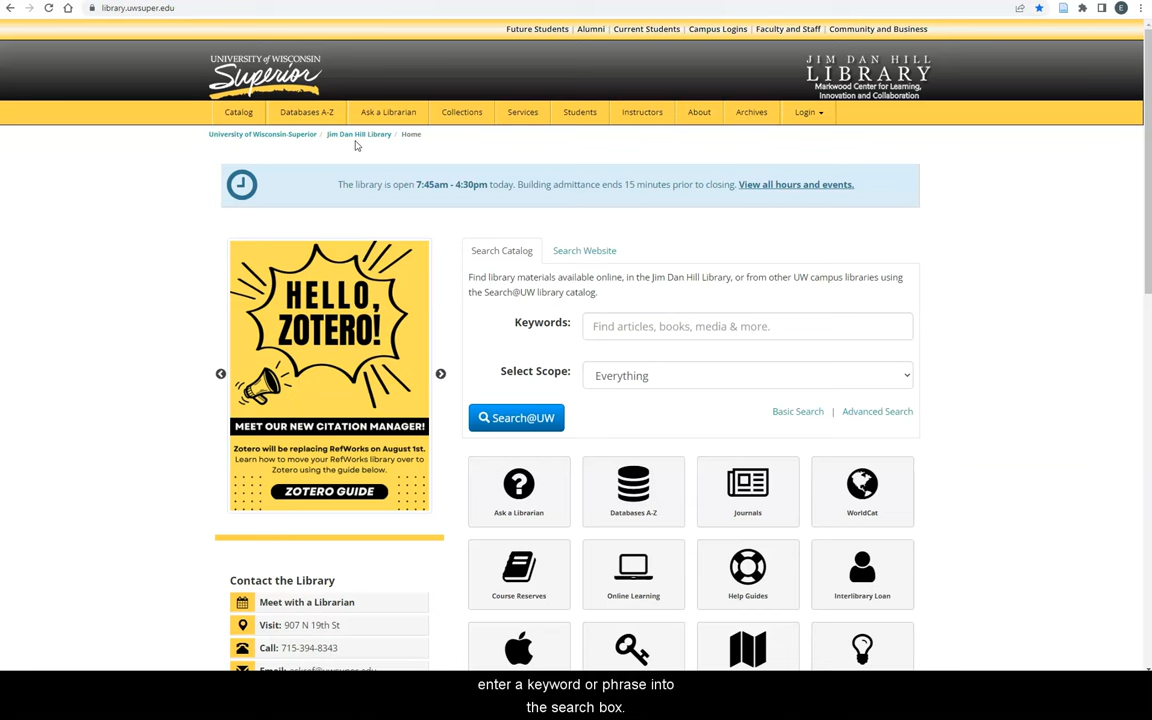 library.uwsuper.edu
E
Future Students | Alumni | Current Students | Campus Logins | Faculty and Staff | Community and Business
UNIVERSITY OF WISCONSIN
Superior
JIM DAN HILL
LIBRARY
Markwood Center for Learning,
Innovation and Collaboration
Catalog
Databases A-Z
Ask a Librarian
Collections
Services
Students
Instructors
About
Archives
Login
University of Wisconsin-Superior / Jim Dan Hill Library / Home
The library is open 7:45am - 4:30pm today. Building admittance ends 15 minutes prior to closing. View all hours and events.
HELLO,
ZOTERO!
MEET OUR NEW CITATION MANAGER!
Zotero will be replacing RefWorks on August 1st.
Learn how to move your RefWorks library over to
Zotero using the guide below.
ZOTERO GUIDE
Search Catalog
Search Website
Find library materials available online, in the Jim Dan Hill Library, or from other UW campus libraries using
the Search@UW library catalog.
Keywords:
Find articles, books, media & more.
Select Scope:
Everything
Search@UW
Basic Search | Advanced Search
Ask a Librarian
Databases A-Z
Journals
WorldCat
Course Reserves
Online Learning
Help Guides
Interlibrary Loan
Contact the Library
Meet with a Librarian
Visit: 907 N 19th St
Call: 715-394-8343
Email: askref@uwsuper.edu
enter a keyword or phrase into
the search box.